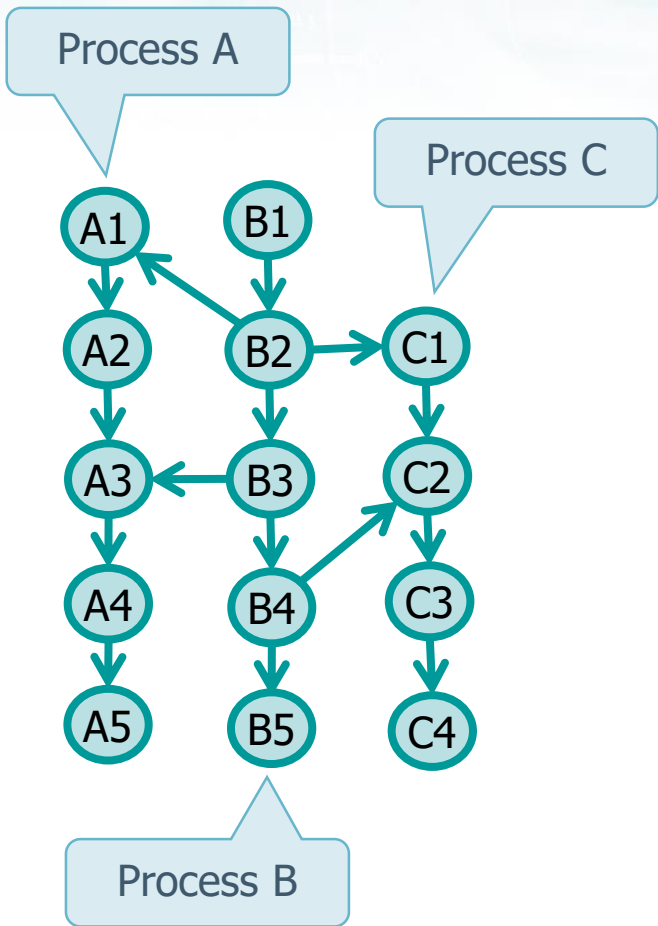 Process A
Process C
A1
B1
A2
B2
C1
A3
B3
C2
A4
B4
C3
A5
B5
C4
Process B